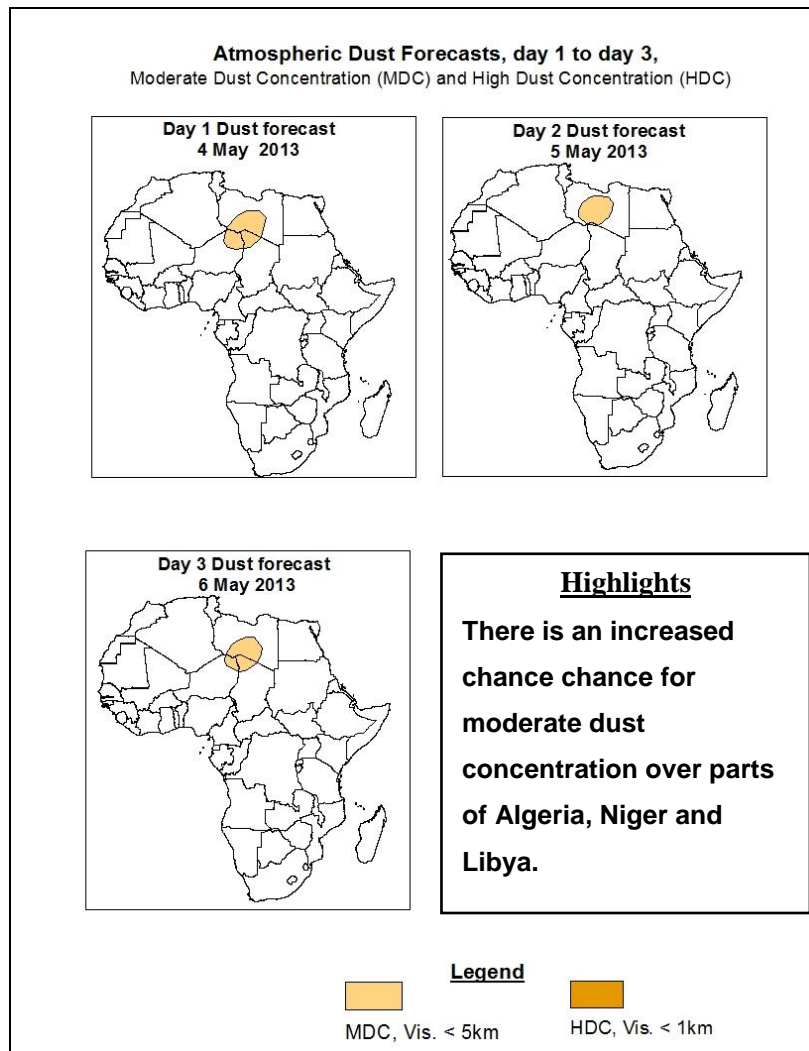 Atmospheric Dust Forecasts, day 1 to day 3,
Moderate Dust Concentration (MDC) and High Dust Concentration (HDC)
Day 1 Dust forecast
4 May 2013
Day 2 Dust forecast
5 May 2013
Day 3 Dust forecast
6 May 2013
Highlights
There is an increased
chance chance for
moderate dust
concentration over parts
of Algeria, Niger and
Libya.
Legend
MDC, Vis. < 5km
HDC, Vis. < 1km